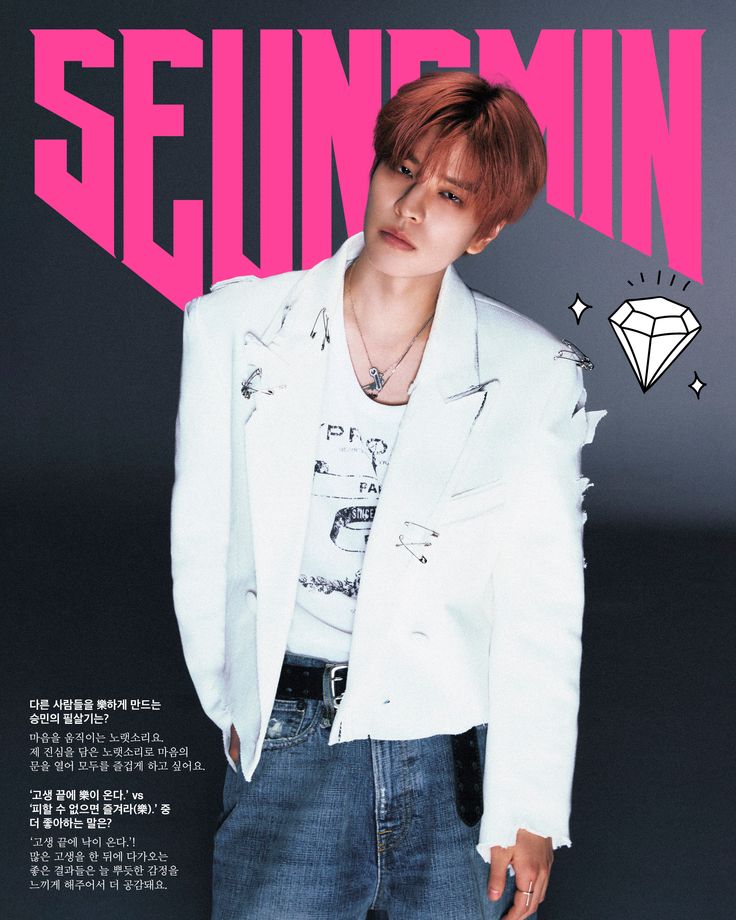 SEUNGMIN
YPRO
PAR
SINCE
다른 사람들을 樂하게 만드는
승민의 필살기는?
마음을 움직이는 노랫소리요.
제 진심을 담은 노랫소리로 마음의
문을 열어 모두를 즐겁게 하고 싶어요.
‘고생 끝에 樂이 온다.’ vs
‘피할 수 없으면 즐겨라(樂).’ 중
더 좋아하는 말은?
‘고생 끝에 낙이 온다.’!
많은 고생을 한 뒤에 다가오는
좋은 결과들은 늘 뿌듯한 감정을
느끼게 해주어서 더 공감돼요.